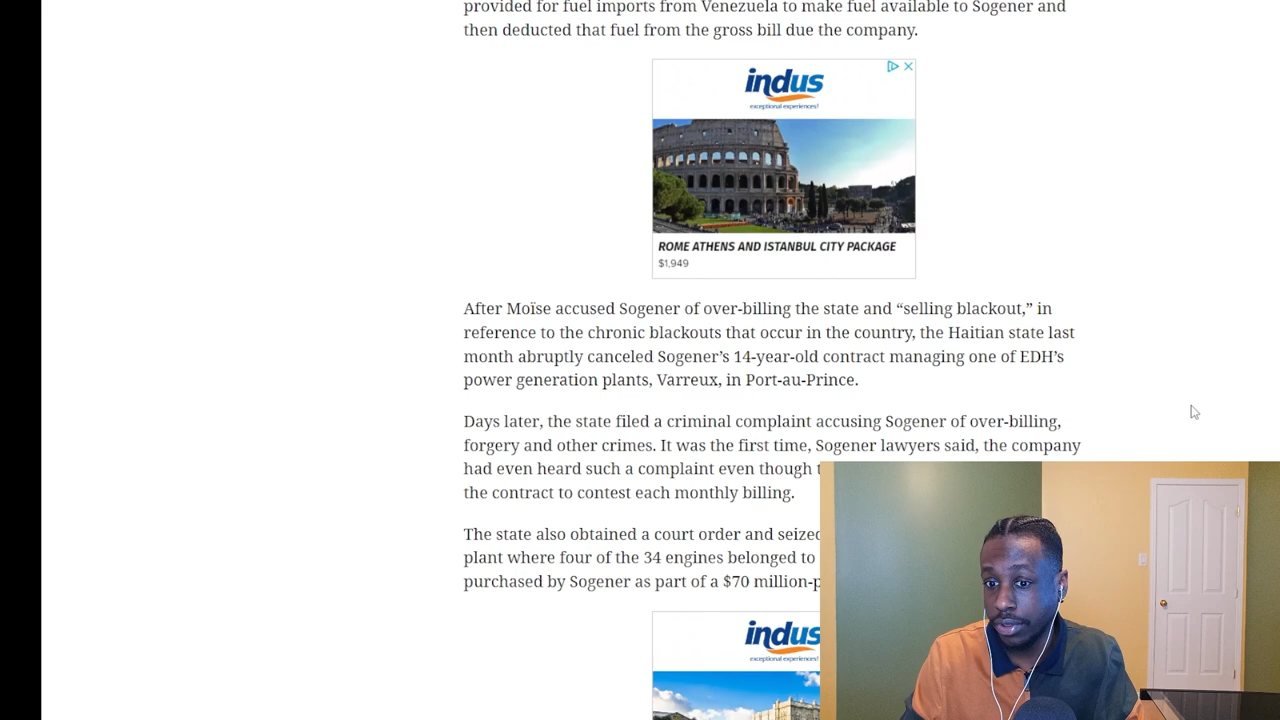 provided for fuel imports from Venezuela to make fuel available to Sogener and
then deducted that fuel from the gross bill due the company.
indus
exceptional experiences!
ROME ATHENS AND ISTANBUL CITY PACKAGE
$1,949
After Moïse accused Sogener of over-billing the state and “selling blackout,” in
reference to the chronic blackouts that occur in the country, the Haitian state last
month abruptly canceled Sogener’s 14-year-old contract managing one of EDH’s
power generation plants, Varreux, in Port-au-Prince.
Days later, the state filed a criminal complaint accusing Sogener of over-billing,
forgery and other crimes. It was the first time, Sogener lawyers said, the company
had even heard such a complaint even though
the contract to contest each monthly billing.
The state also obtained a court order and seized
plant where four of the 34 engines belonged to
purchased by Sogener as part of a $70 million-
indus
exceptional experiences!